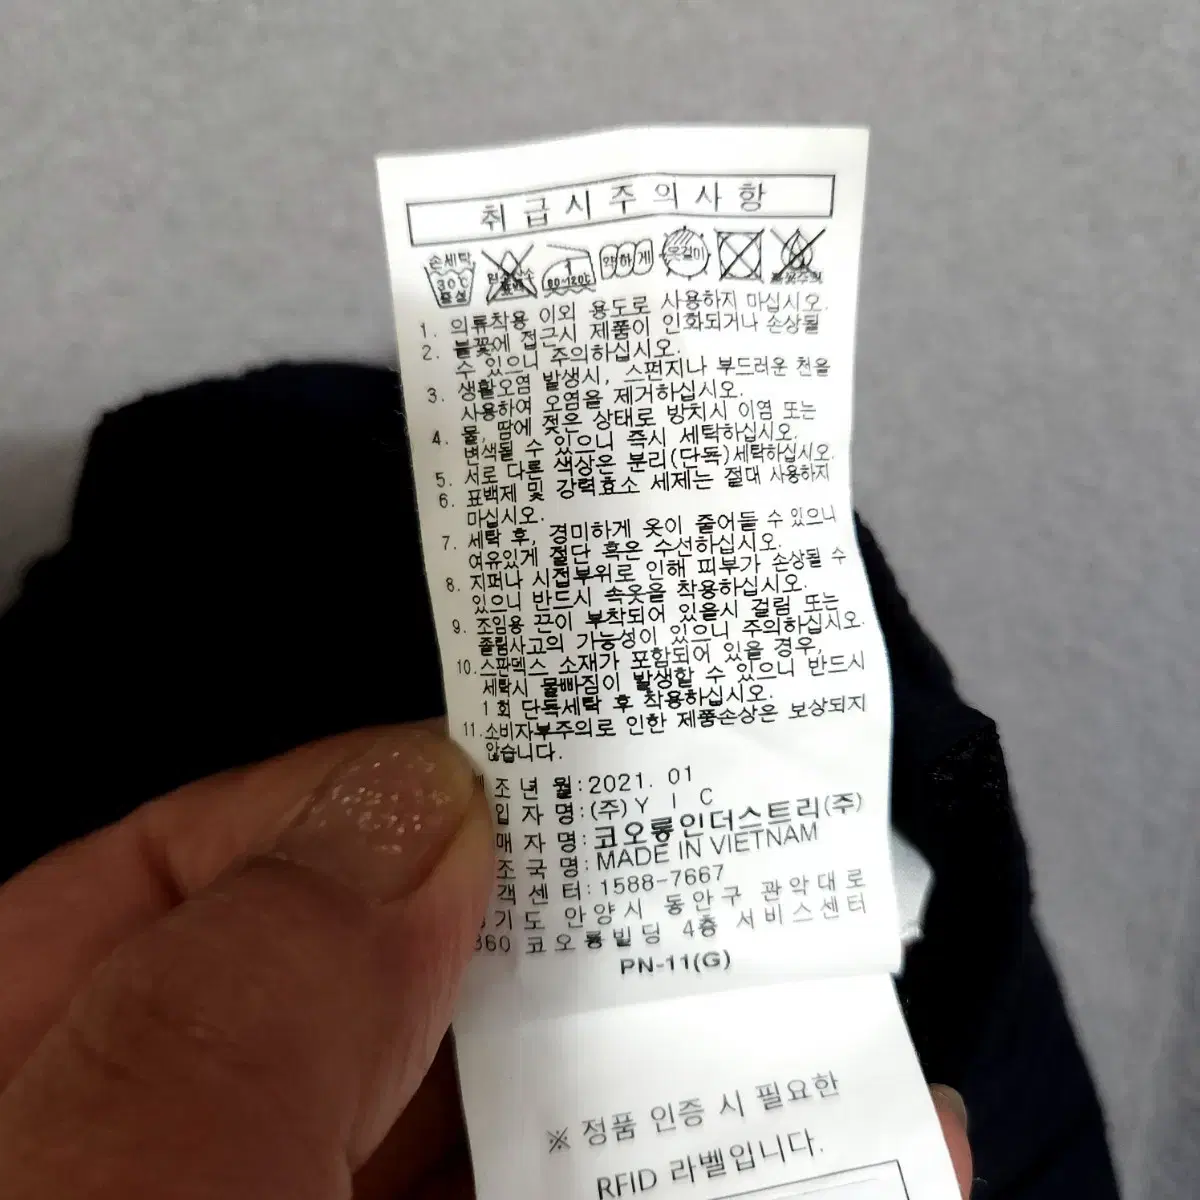 취급시주의사항
손세탁 약하게 옷걸이
30℃
중성 80~120℃
1. 의류착용 이외 용도로 사용하지 마십시오.
2. 불꽃에 접근시 제품이 인화되거나 손상될
수 있으니 주의하십시오.
3. 생활오염 발생시, 스펀지나 부드러운 천을
사용하여 오염을 제거하십시오.
4. 물, 땀에 젖은 상태로 방치시 이염 또는
변색될 수 있으니 즉시 세탁하십시오.
5. 서로 다른 색상은 분리(단독)세탁하십시오.
6. 표백제 및 강력효소 세제는 절대 사용하지
마십시오.
7. 세탁 후, 경미하게 옷이 줄어들 수 있으니
여유있게 절단 혹은 수선하십시오.
8. 지퍼나 시접부위로 인해 피부가 손상될 수
있으니 반드시 속옷을 착용하십시오.
9. 조임용 끈이 부착되어 있을시 걸림 또는
졸림사고의 가능성이 있으니 주의하십시오.
10. 스판덱스 소재가 포함되어 있을 경우,
세탁시 물빠짐이 발생할 수 있으니 반드시
1회 단독세탁 후 착용하십시오.
11. 소비자부주의로 인한 제품손상은 보상되지
않습니다.
조년월:2021. 01
입자명:(주)Y I C
매자명:코오롱인더스트리(주)
조국명:MADE IN VIETNAM
객센터:1588-7667
기도 안양시 동안구 관악대로
360 코오롱빌딩 4층 서비스센터
PN-11(G)
※ 정품 인증 시 필요한
RFID 라벨입니다.